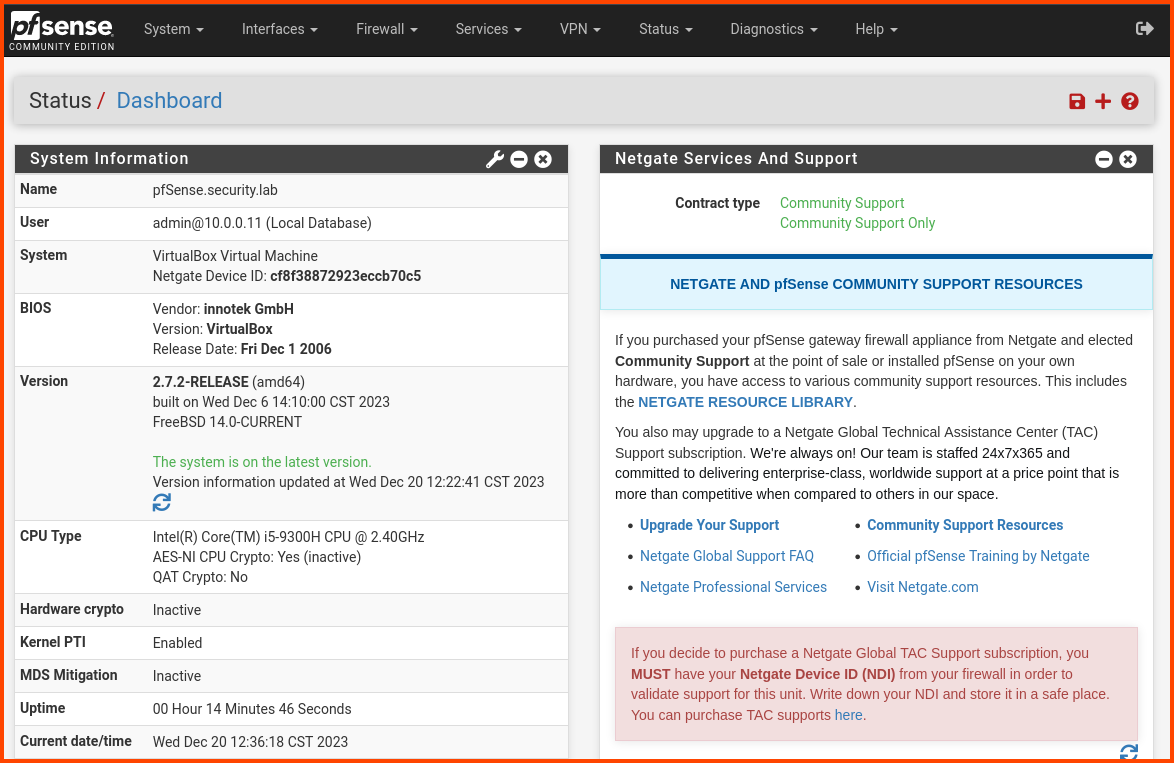 pfsense
COMMUNITY EDITION
System
Interfaces
Firewall
Services
VPN
Status
Diagnostics
Help
Status / Dashboard
System Information
Name pfSense.security.lab
User admin@10.0.0.11 (Local Database)
System VirtualBox Virtual Machine
Netgate Device ID: cf8f38872923eccb70c5
BIOS Vendor: innotek GmbH
Version: VirtualBox
Release Date: Fri Dec 1 2006
Version 2.7.2-RELEASE (amd64)
built on Wed Dec 6 14:10:00 CST 2023
FreeBSD 14.0-CURRENT
The system is on the latest version.
Version information updated at Wed Dec 20 12:22:41 CST 2023
CPU Type Intel(R) Core(TM) i5-9300H CPU @ 2.40GHz
AES-NI CPU Crypto: Yes (inactive)
QAT Crypto: No
Hardware crypto Inactive
Kernel PTI Enabled
MDS Mitigation Inactive
Uptime 00 Hour 14 Minutes 46 Seconds
Current date/time Wed Dec 20 12:36:18 CST 2023
Netgate Services And Support
Contract type Community Support
Community Support Only
NETGATE AND pfSense COMMUNITY SUPPORT RESOURCES
If you purchased your pfSense gateway firewall appliance from Netgate and elected
Community Support at the point of sale or installed pfSense on your own
hardware, you have access to various community support resources. This includes
the NETGATE RESOURCE LIBRARY.
You also may upgrade to a Netgate Global Technical Assistance Center (TAC)
Support subscription. We're always on! Our team is staffed 24x7x365 and
committed to delivering enterprise-class, worldwide support at a price point that is
more than competitive when compared to others in our space.
• Upgrade Your Support
• Community Support Resources
• Netgate Global Support FAQ
• Official pfSense Training by Netgate
• Netgate Professional Services
• Visit Netgate.com
If you decide to purchase a Netgate Global TAC Support subscription, you
MUST have your Netgate Device ID (NDI) from your firewall in order to
validate support for this unit. Write down your NDI and store it in a safe place.
You can purchase TAC supports here.